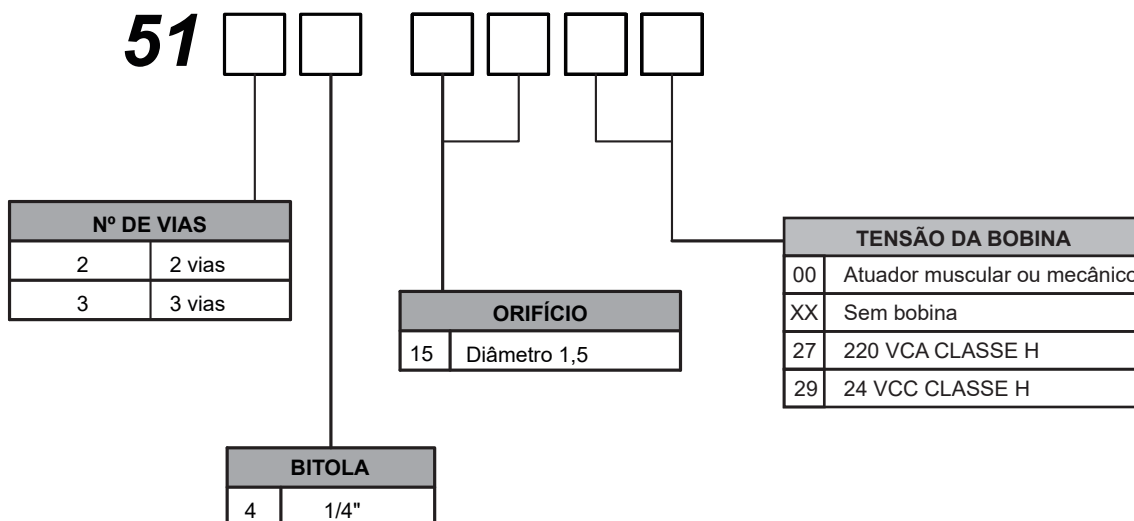 51
Nº DE VIAS
2 2 vias
3 3 vias
ORIFÍCIO
15 Diâmetro 1,5
TENSÃO DA BOBINA
00 Atuador muscular ou mecânico
XX Sem bobina
27 220 VCA CLASSE H
29 24 VCC CLASSE H
BITOLA
4 1/4"